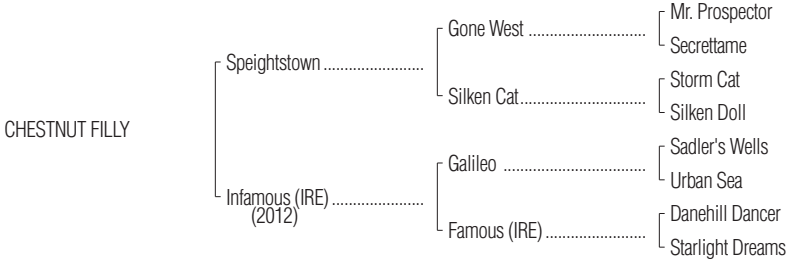 Mr. Prospector
Gone West ..............................
Secrettame
Speightstown .........................
Storm Cat
Silken Cat................................
Silken Doll
CHESTNUT FILLY
Sadler's Wells
Galileo ....................................
Urban Sea
Infamous (IRE) .......................
(2012)
Danehill Dancer
Famous (IRE) ..........................
Starlight Dreams